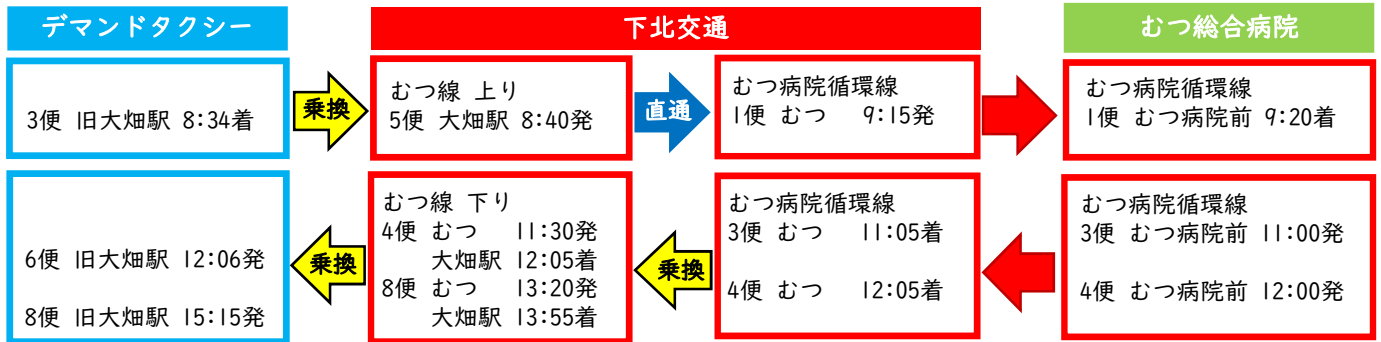 デマンドタクシー
下北交通
むつ総合病院
3便 旧大畑駅 8:34着
乗換
むつ線 上り
5便 大畑駅 8:40発
直通
むつ病院循環線
1便 むつ 9:15発
むつ病院循環線
1便 むつ病院前 9:20着
6便 旧大畑駅 12:06発
8便 旧大畑駅 15:15発
乗換
むつ線 下り
4便 むつ 11:30発
大畑駅 12:05着
8便 むつ 13:20発
大畑駅 13:55着
乗換
むつ病院循環線
3便 むつ 11:05着
4便 むつ 12:05着
むつ病院循環線
3便 むつ病院前 11:00発
4便 むつ病院前 12:00発